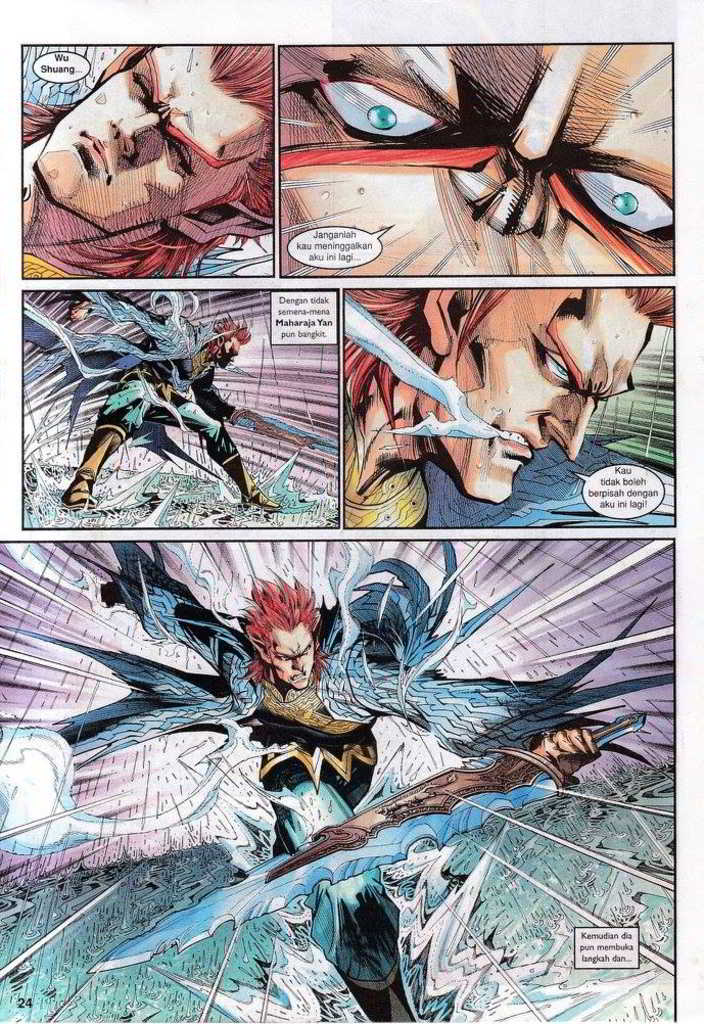 Wu
Shuang...
Janganlah
kau meninggalkan
aku ini lagi...
Dengan tidak
semena-mena
Maharaja Yan
pun bangkit.
Kau
tidak boleh
berpisah dengan
aku ini lagi!
Kemudian dia
pun membuka
langkah dan...
24